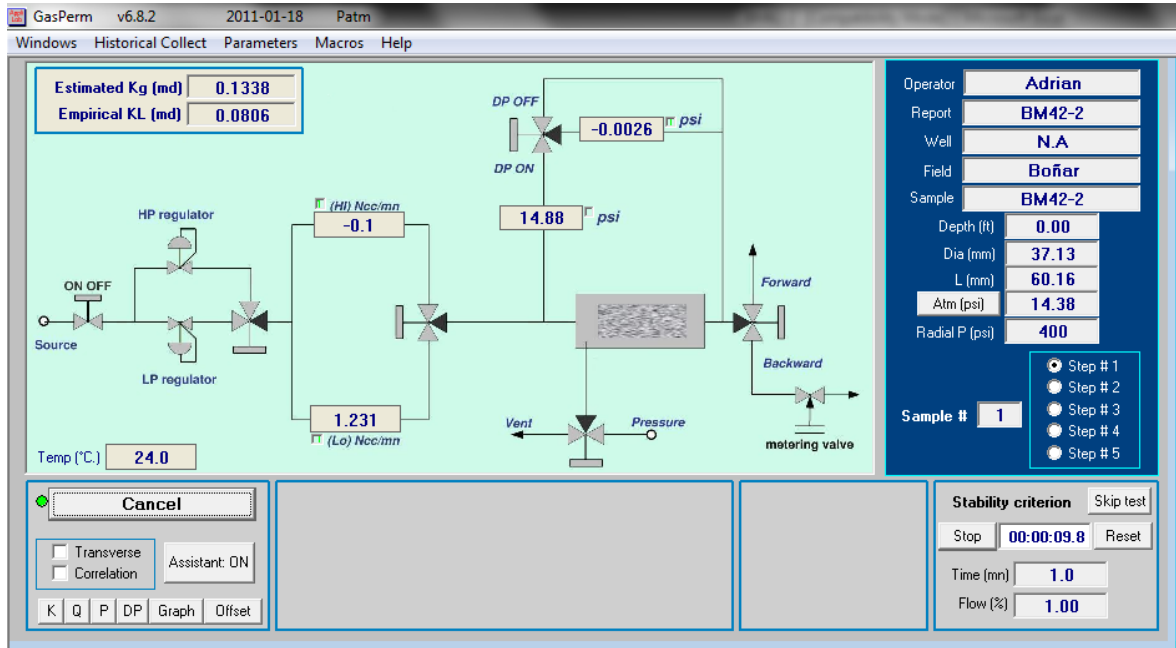 GasPerm v6.8.2 2011-01-18 Patm
Windows Historical Collect Parameters Macros Help
Estimated Kg (md) 0.1338
Empirical KL (md) 0.0806
DP OFF
-0.0026 psi
DP ON
HP regulator
(HI) Ncc/mn
-0.1
14.88 psi
ON OFF
Source
LP regulator
Forward
Backward
1.231
(Lo) Ncc/mn
Vent
Pressure
metering valve
Temp (°C.) 24.0
Operator Adrian
Report BM42-2
Well N.A
Field Boñar
Sample BM42-2
Depth (ft) 0.00
Dia (mm) 37.13
L (mm) 60.16
Atm (psi) 14.38
Radial P (psi) 400
Step # 1
Step # 2
Step # 3
Step # 4
Step # 5
Sample # 1
Cancel
Transverse
Correlation
Assistant: ON
K Q P DP Graph Offset
Stability criterion Skip test
Stop 00:00:09.8 Reset
Time (mn) 1.0
Flow (%) 1.00